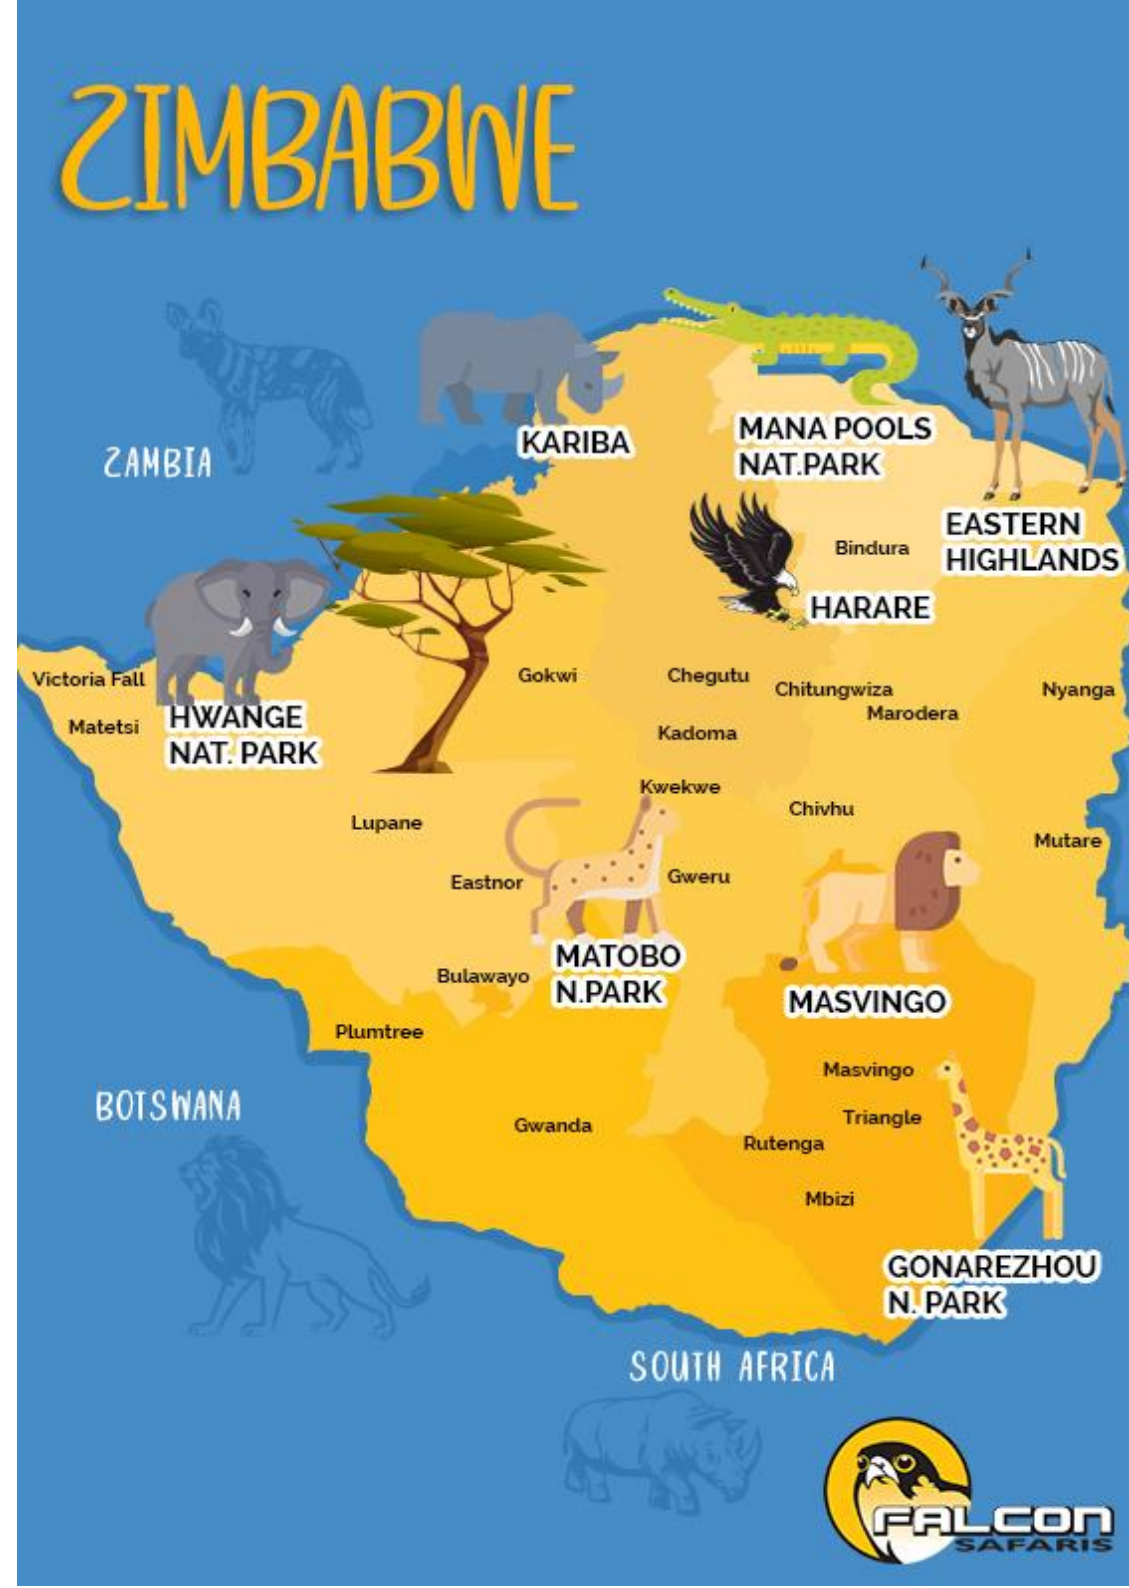 ZIMBABWE
ZAMBIA
KARIBA
MANA POOLS
NAT.PARK
EASTERN
HIGHLANDS
Bindura
HARARE
Victoria Fall
Gokwi
Chegutu
Chitungwiza
Nyanga
Matetsi
HWANGE
NAT. PARK
Marodera
Kadoma
Kwekwe
Chivhu
Lupane
Mutare
Eastnor
Gweru
MATOBO
N.PARK
Bulawayo
MASVINGO
Plumtree
Masvingo
BOTSWANA
Triangle
Gwanda
Rutenga
Mbizi
GONAREZHOU
N. PARK
SOUTH AFRICA
FALCON
SAFARIS